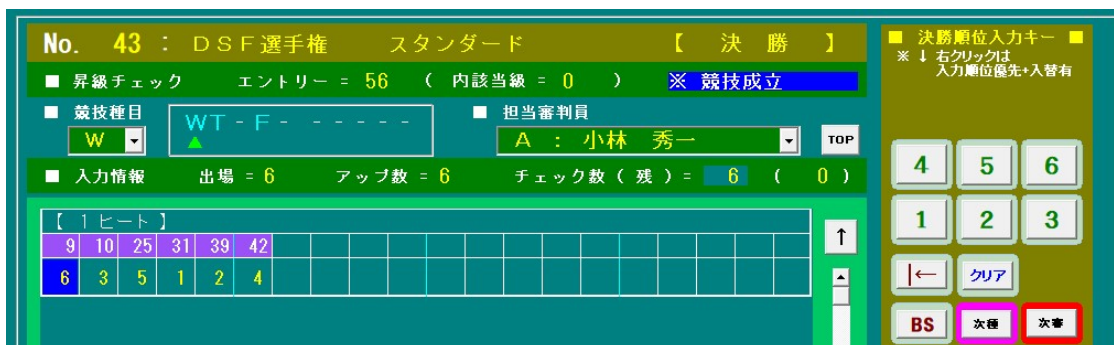 No. 43 : DSF選手権 スタンダード 【 決 勝 】
■ 昇級チェック エントリー = 56 ( 内該当級 = 0 ) ※ 競技成立
■ 競技種目
W
WT - F - - - - - -
▲
■ 担当審判員
A : 小林 秀一
TOP
■ 入力情報 出場 = 6 アップ数 = 6 チェック数 ( 残 ) = 6 ( 0 )
【 1ヒート 】
9 10 25 31 39 42
6 3 5 1 2 4
↑
■ 決勝順位入力キー ■
※ ↓ 右クリックは
入力順位優先+入替有
4 5 6
1 2 3
|← クリア
BS 次種 次審